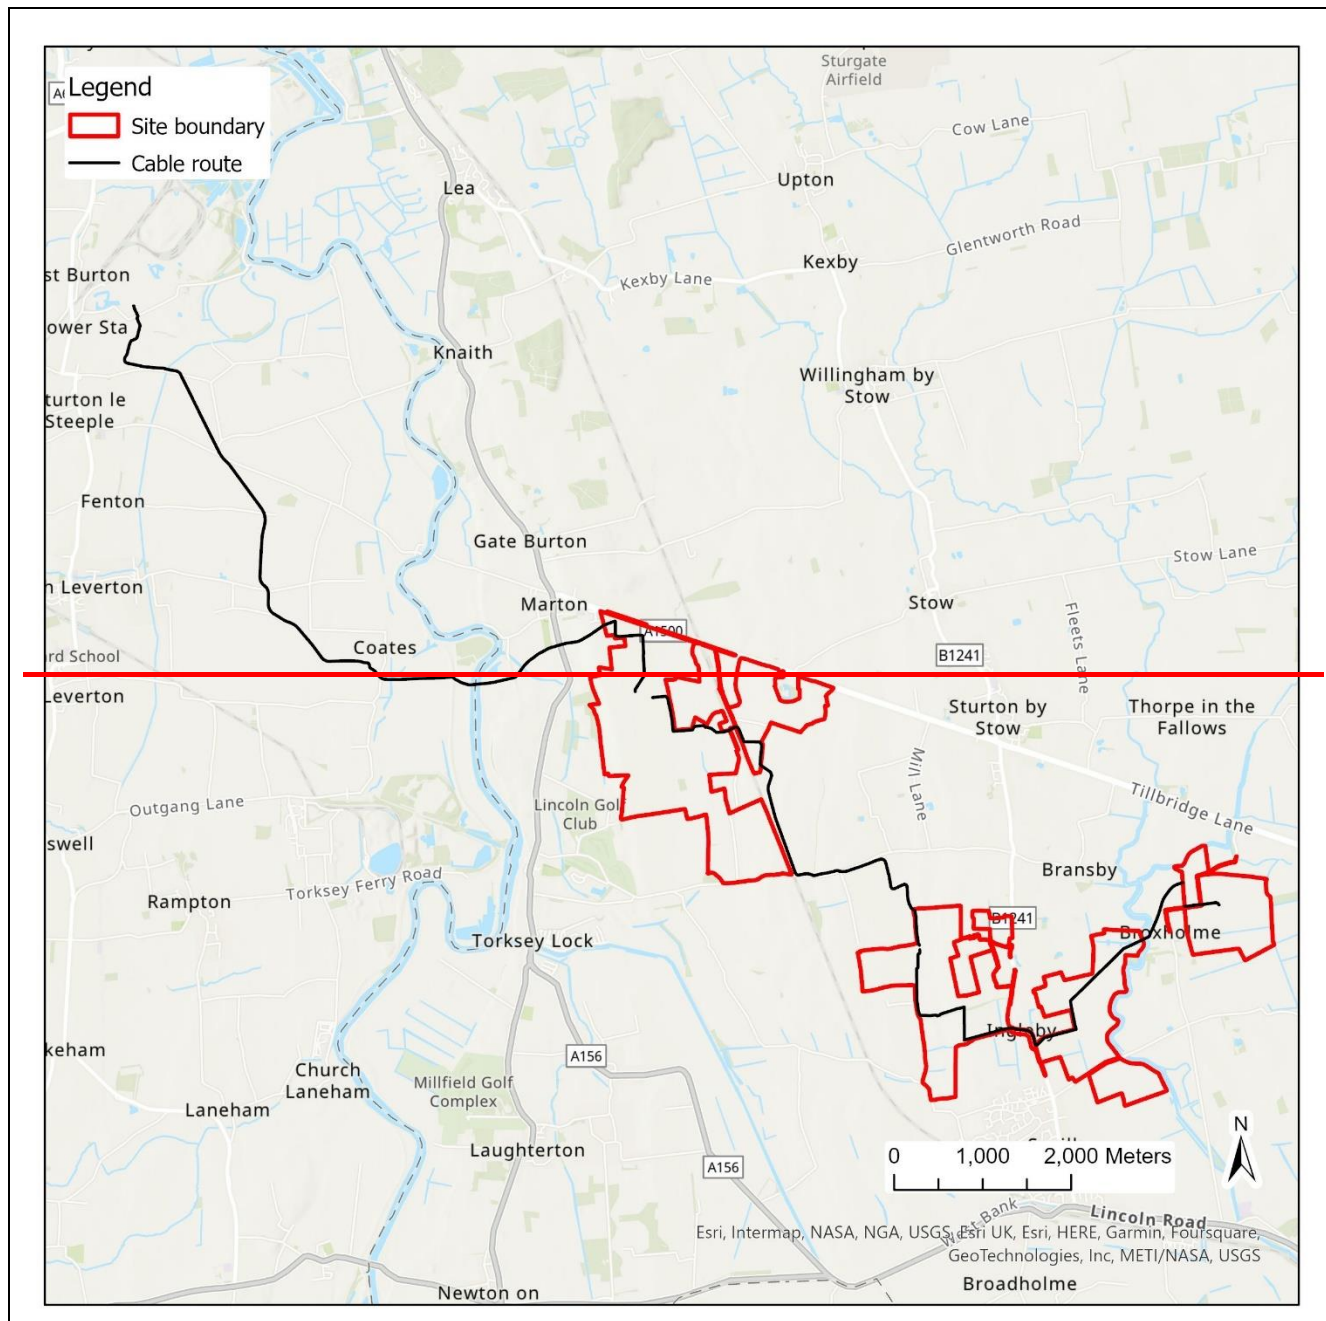 Legend
Site boundary
Cable route
Sturgate
Airfield
Cow Lane
Upton
Lea
Glentworth Road
Kexby
Kexby Lane
st Burton
ower Sta
Knaith
Willingham by
Stow
turton le
Steeple
Fenton
Gate Burton
Stow Lane
n Leverton
Marton
Stow
Fleets Lane
A1500
Coates
B1241
ard School
Leverton
Sturton by
Stow
Thorpe in the
Fallows
Mill Lane
Outgang Lane
Lincoln Gol
Club
Tillbridge Lane
swell
Bransby
Torksey Ferry Road
Rampton
B1241
Broxholme
Torksey Lock
Ingleby
keham
A156
Church
Laneham
Millfield Golf
Complex
Laneham
N
Laughterton
A156
0 1,000 2,000 Meters
West Bank
Lincoln Road
Esri, Intermap, NASA, NGA, USGS, Esri UK, Esri, HERE, Garmin, Foursquare,
GeoTechnologies, Inc, METI/NASA, USGS
Broadholme
Newton on